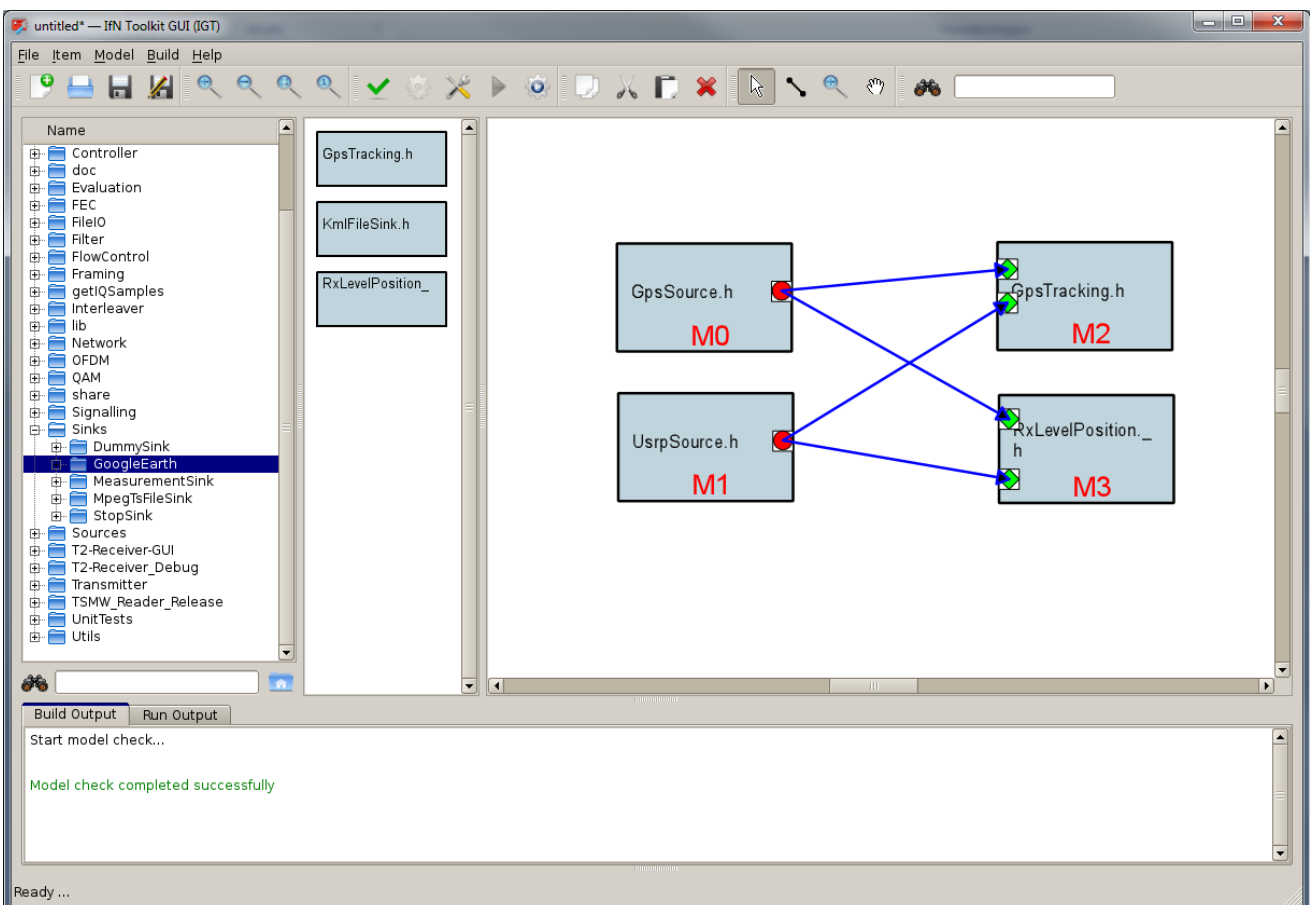 untitled* — IfN Toolkit GUI (IGT)
File Item Model Build Help
Name
Controller
doc
Evaluation
FEC
FileIO
Filter
FlowControl
Framing
getIQSamples
Interleaver
lib
Network
OFDM
QAM
share
Signalling
Sinks
DummySink
GoogleEarth
MeasurementSink
MpegTsFileSink
StopSink
Sources
T2-Receiver-GUI
T2-Receiver_Debug
Transmitter
TSMW_Reader_Release
UnitTests
Utils
GpsTracking.h
KmlFileSink.h
RxLevelPosition_
GpsSource.h
M0
GpsTracking.h
M2
UsrpSource.h
M1
RxLevelPosition._
h
M3
Build Output Run Output
Start model check...
Model check completed successfully
Ready ...